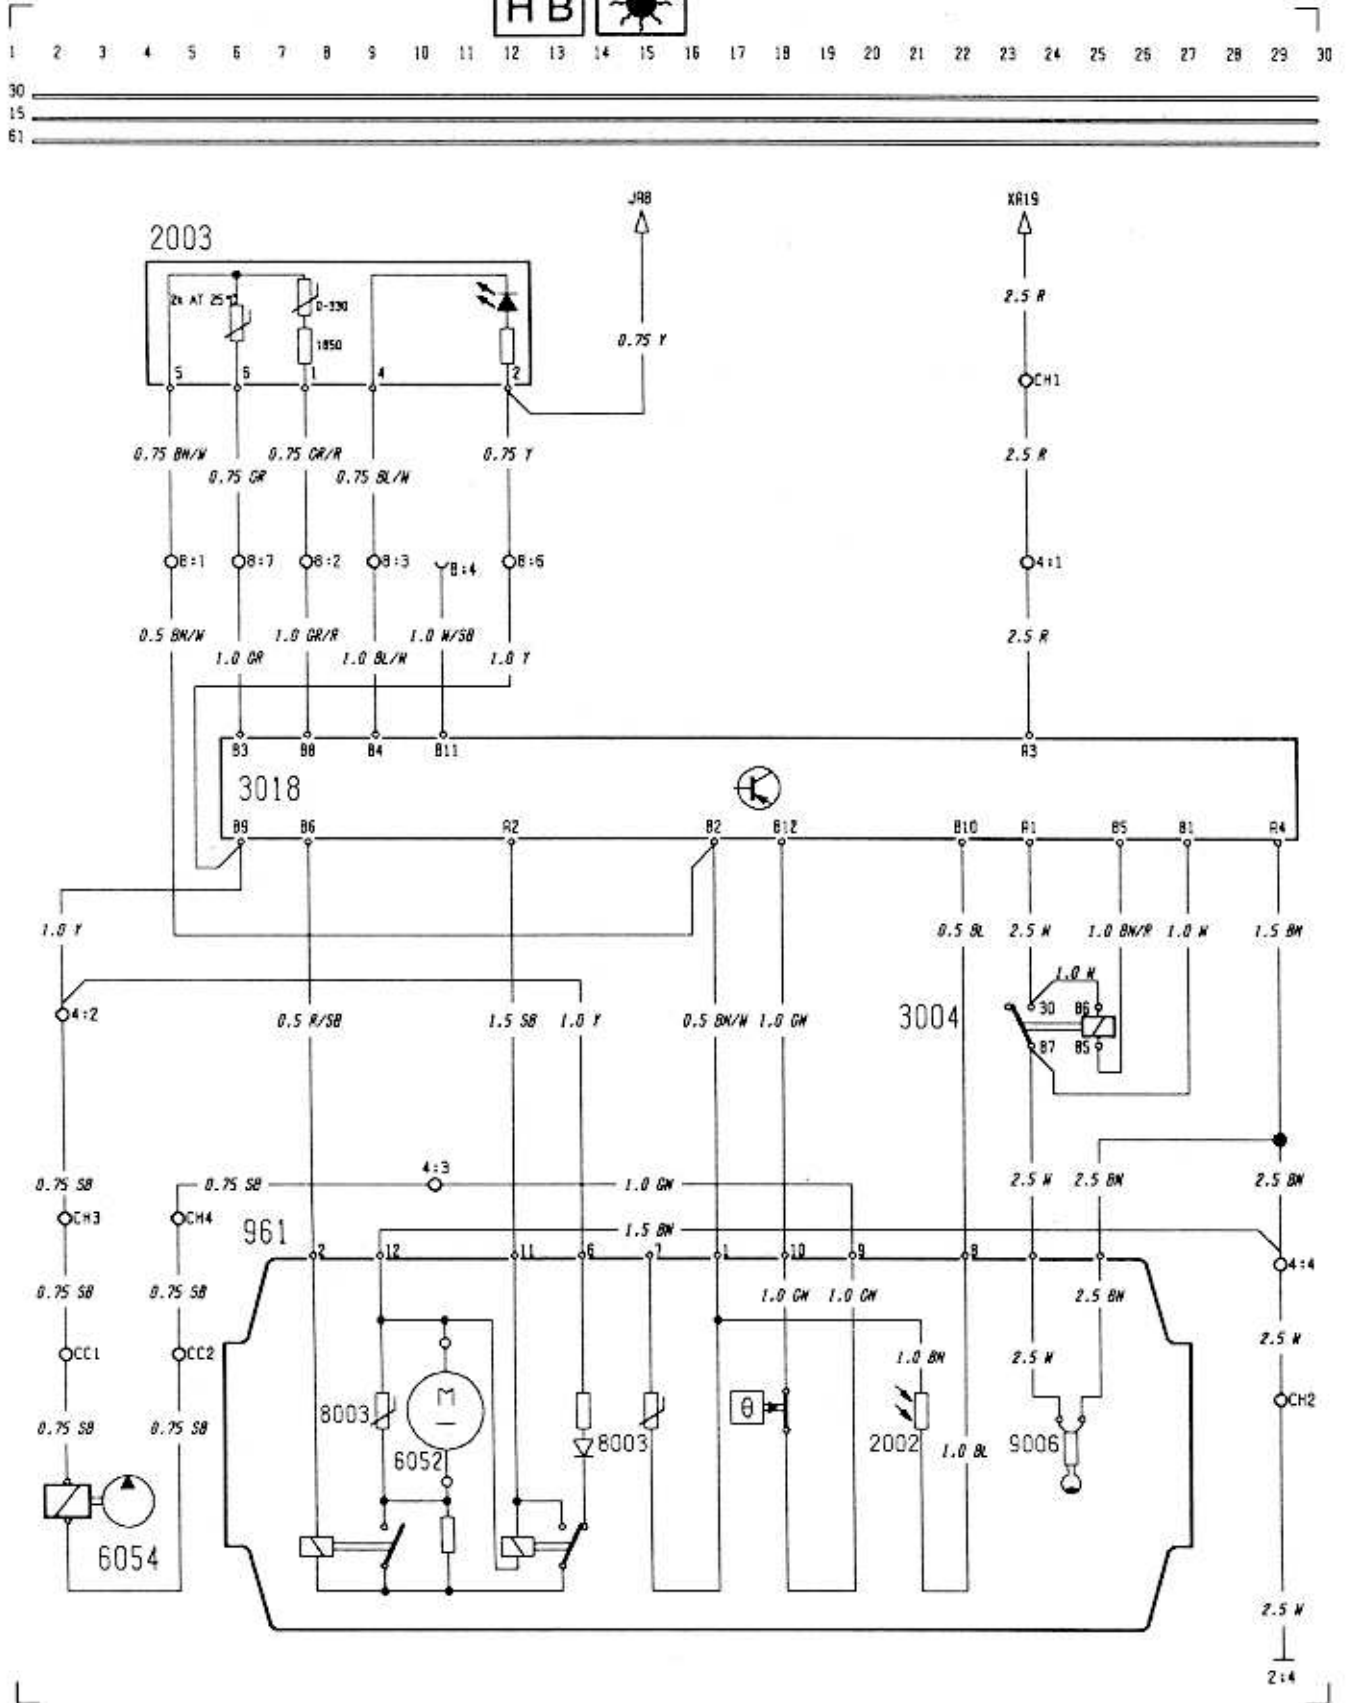 H B
1 2 3 4 5 6 7 8 9 10 11 12 13 14 15 16 17 18 19 20 21 22 23 24 25 26 27 28 29 30
30
15
61
JA8 XA19
2003
2.5 R
2k AT 25°C 0-330
0.75 Y
1850
5 6 1 4 2
CH1
0.75 BN/W 0.75 GR/R 0.75 Y 2.5 R
0.75 GR 0.75 BL/W
8:1 8:7 8:2 8:3 8:4 8:6 4:1
0.5 BN/W 1.0 GR/R 1.0 W/SB 2.5 R
1.0 GR 1.0 BL/W 1.0 Y
B3 B8 B4 B11 A3
3018
B9 B6 A2 B2 B12 B10 A1 B5 B1 A4
1.0 Y 0.5 BL 2.5 W 1.0 BN/R 1.0 W 1.5 BN
1.0 W
4:2 0.5 R/SB 1.5 SB 1.0 Y 0.5 BN/W 1.0 GN 3004 30 86
87 85
4:3
0.75 SB 0.75 SB 1.0 GN 2.5 W 2.5 BN 2.5 BN
CH3 CH4 961 1.5 BN
2 12 11 6 7 1 10 9 8
4:4
0.75 SB 0.75 SB 1.0 GN 1.0 GN 2.5 BN
2.5 W
CC1 CC2 1.0 BN 2.5 W
CH2
0.75 SB 0.75 SB 8003 M θ
6052 8003 2002 1.0 BL 9006
6054
2.5 W
2:4